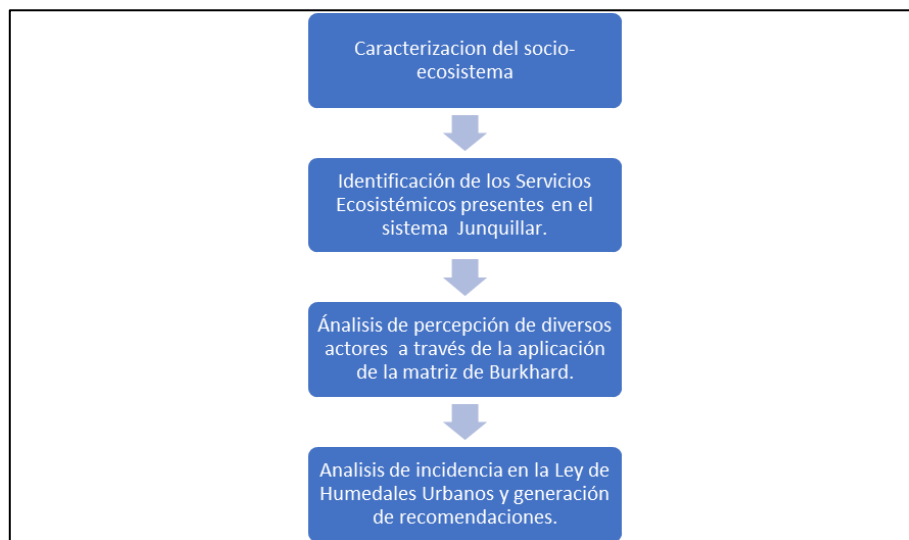 Caracterizacion del socio-
ecosistema
Identificación de los Servicios
Ecosistémicos presentes en el
sistema Junquillar.
Ánalisis de percepción de diversos
actores a través de la aplicación
de la matriz de Burkhard.
Analisis de incidencia en la Ley de
Humedales Urbanos y generación
de recomendaciones.